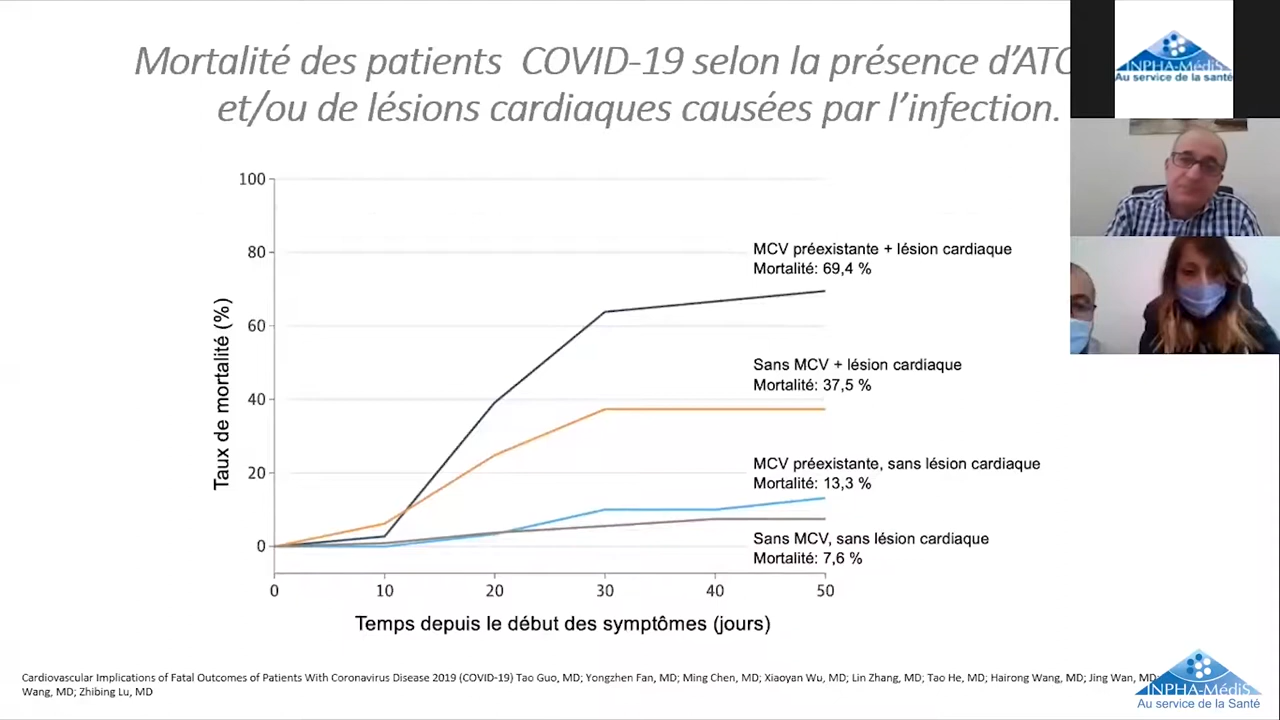 Mortalité des patients COVID-19 selon la présence d'ATC
et/ou de lésions cardiaques causées par l'infection.
INPHA-MédiS
Au service de la santé
100
80
60
40
20
0
Taux de mortalité (%)
MCV préexistante + lésion cardiaque
Mortalité: 69,4 %
Sans MCV + lésion cardiaque
Mortalité: 37,5 %
MCV préexistante, sans lésion cardiaque
Mortalité: 13,3 %
Sans MCV, sans lésion cardiaque
Mortalité: 7,6 %
0 10 20 30 40 50
Temps depuis le début des symptômes (jours)
Cardiovascular Implications of Fatal Outcomes of Patients With Coronavirus Disease 2019 (COVID-19) Tao Guo, MD; Yongzhen Fan, MD; Ming Chen, MD; Xiaoyan Wu, MD; Lin Zhang, MD; Tao He, MD; Hairong Wang, MD; Jing Wan, MD;
Wang, MD; Zhibing Lu, MD
INPHA-MédiS
Au service de la Santé